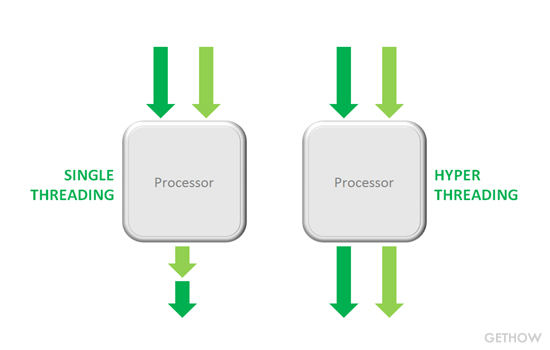 SINGLE
THREADING
Processor
Processor
HYPER
THREADING
GETHOW